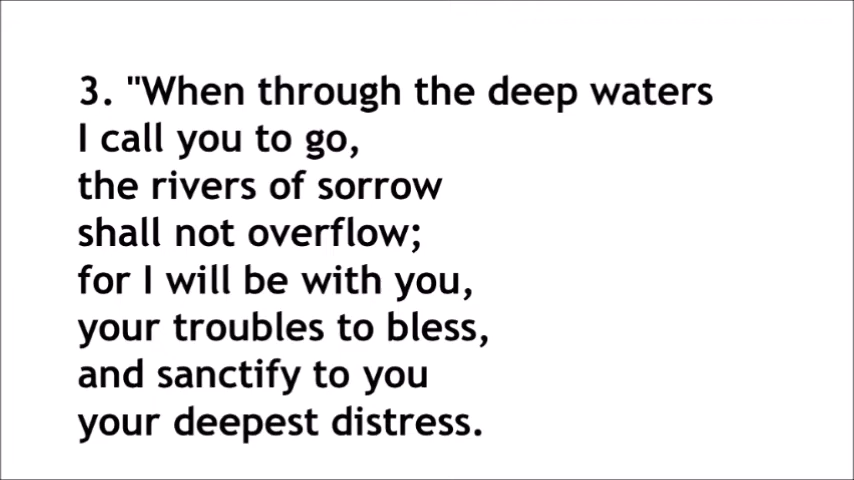 3. "When through the deep waters
I call you to go,
the rivers of sorrow
shall not overflow;
for I will be with you,
your troubles to bless,
and sanctify to you
your deepest distress.